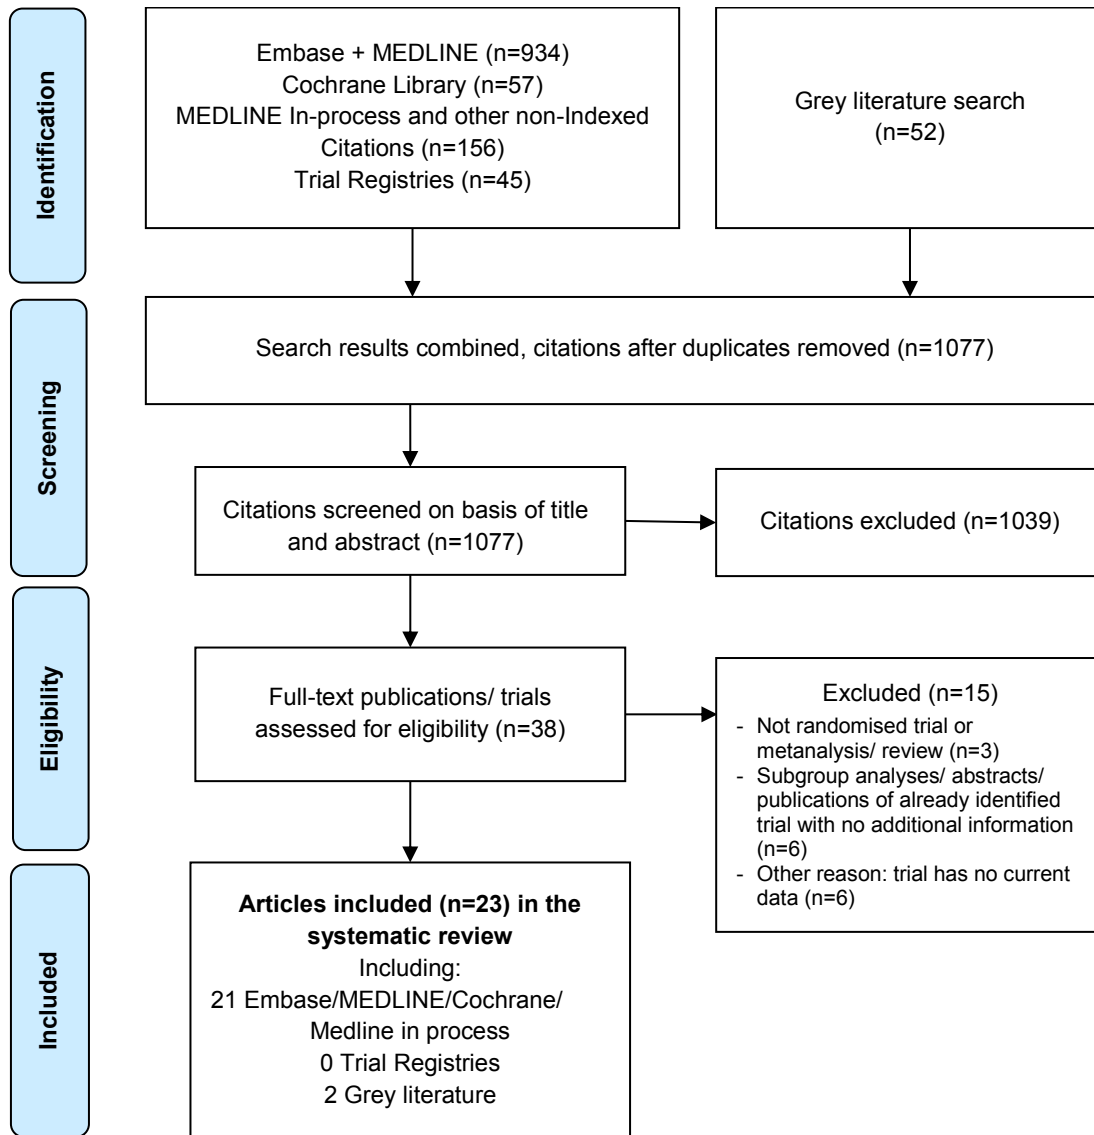 Identification
Embase + MEDLINE (n=934)
Cochrane Library (n=57)
MEDLINE In-process and other non-Indexed
Citations (n=156)
Trial Registries (n=45)
Grey literature search
(n=52)
Screening
Search results combined, citations after duplicates removed (n=1077)
Citations screened on basis of title
and abstract (n=1077)
Citations excluded (n=1039)
Eligibility
Full-text publications/ trials
assessed for eligibility (n=38)
Excluded (n=15)
- Not randomised trial or
metanalysis/ review (n=3)
- Subgroup analyses/ abstracts/
publications of already identified
trial with no additional information
(n=6)
- Other reason: trial has no current
data (n=6)
Included
Articles included (n=23) in the
systematic review
Including:
21 Embase/MEDLINE/Cochrane/
Medline in process
0 Trial Registries
2 Grey literature